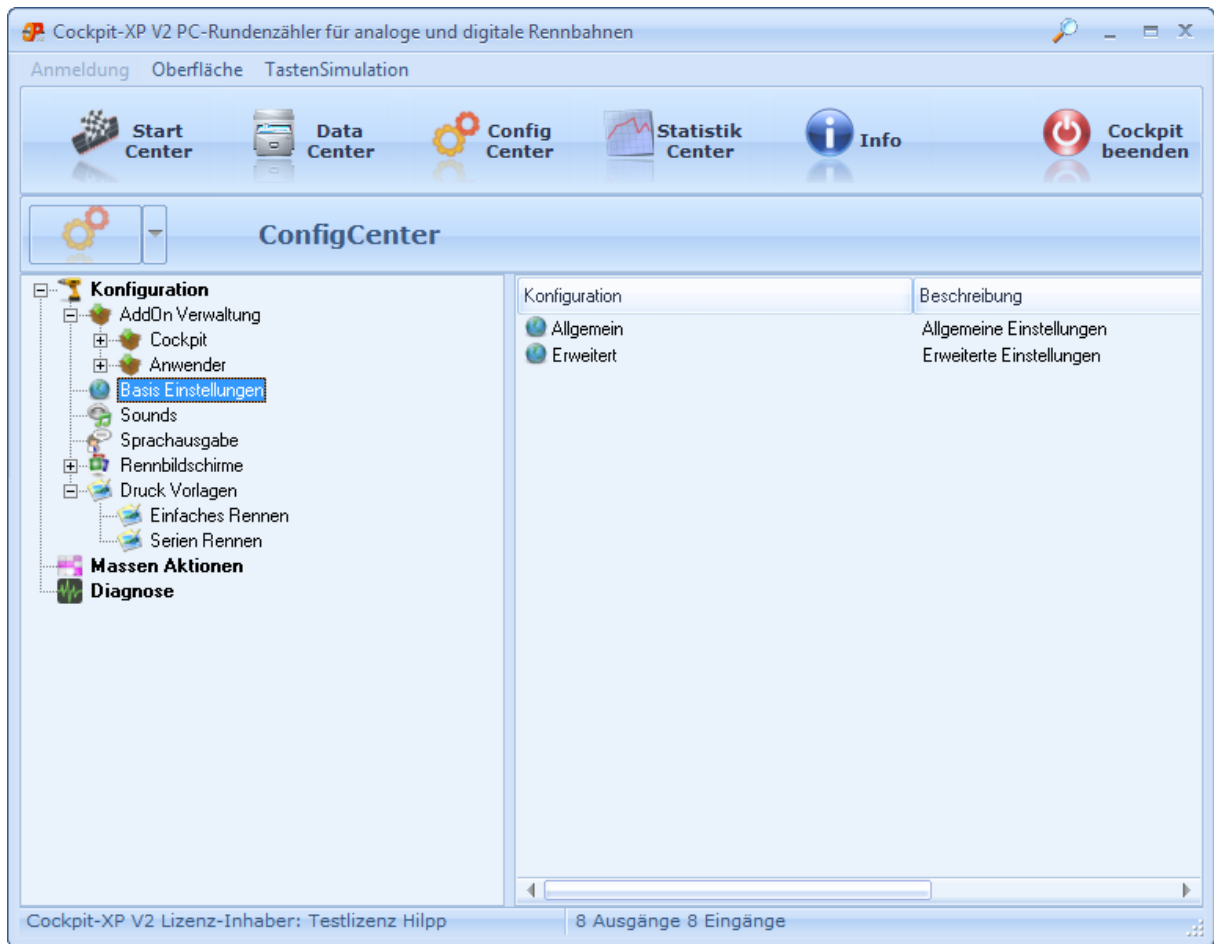 Cockpit-XP V2 PC-Rundenzähler für analoge und digitale Rennbahnen
Anmeldung Oberfläche TastenSimulation
Start Center
Data Center
Config Center
Statistik Center
Info
Cockpit beenden
ConfigCenter
Konfiguration
AddOn Verwaltung
Cockpit
Anwender
Basis Einstellungen
Sounds
Sprachausgabe
Rennbildschirme
Druck Vorlagen
Einfaches Rennen
Serien Rennen
Massen Aktionen
Diagnose
Konfiguration Beschreibung
Allgemein Allgemeine Einstellungen
Erweitert Erweiterte Einstellungen
Cockpit-XP V2 Lizenz-Inhaber: Testlizenz Hilpp 8 Ausgänge 8 Eingänge